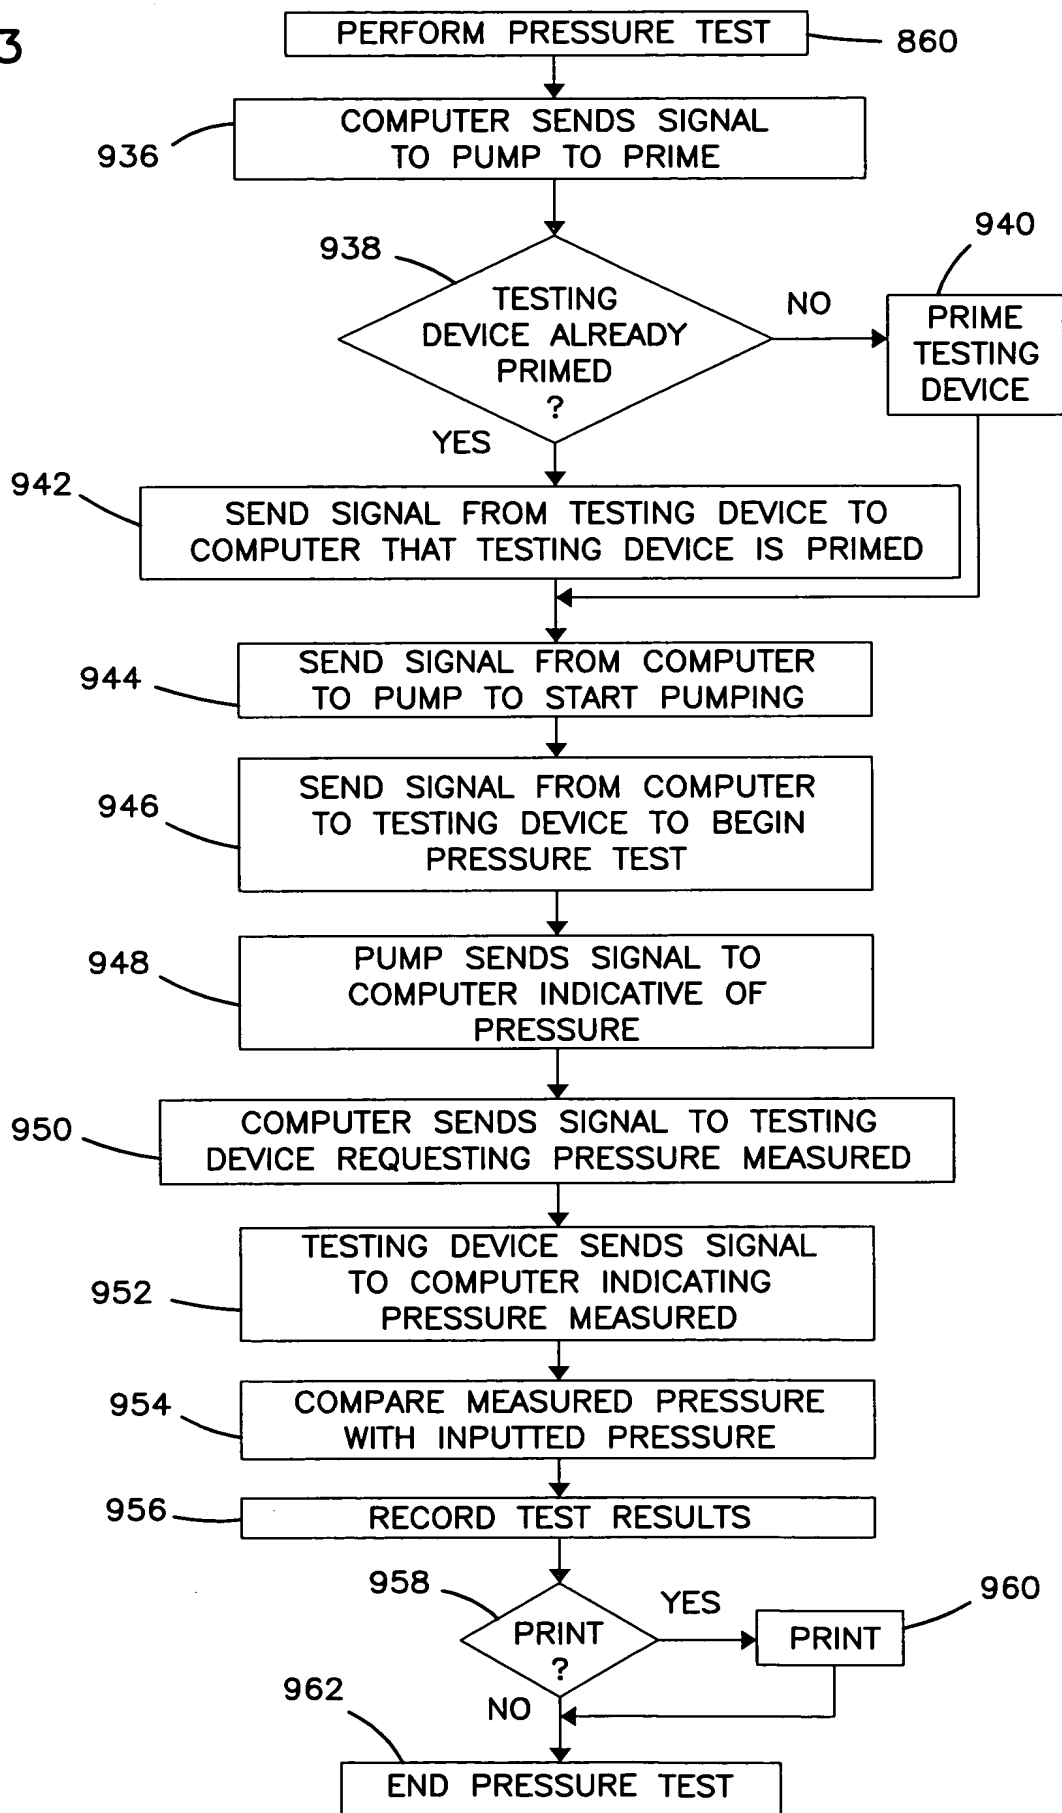 3
PERFORM PRESSURE TEST
860
COMPUTER SENDS SIGNAL
TO PUMP TO PRIME
936
938
TESTING
DEVICE ALREADY
PRIMED
?
NO
940
PRIME
TESTING
DEVICE
YES
942
SEND SIGNAL FROM TESTING DEVICE TO
COMPUTER THAT TESTING DEVICE IS PRIMED
944
SEND SIGNAL FROM COMPUTER
TO PUMP TO START PUMPING
946
SEND SIGNAL FROM COMPUTER
TO TESTING DEVICE TO BEGIN
PRESSURE TEST
948
PUMP SENDS SIGNAL TO
COMPUTER INDICATIVE OF
PRESSURE
950
COMPUTER SENDS SIGNAL TO TESTING
DEVICE REQUESTING PRESSURE MEASURED
952
TESTING DEVICE SENDS SIGNAL
TO COMPUTER INDICATING
PRESSURE MEASURED
954
COMPARE MEASURED PRESSURE
WITH INPUTTED PRESSURE
956
RECORD TEST RESULTS
958
PRINT
?
YES
960
PRINT
NO
962
END PRESSURE TEST